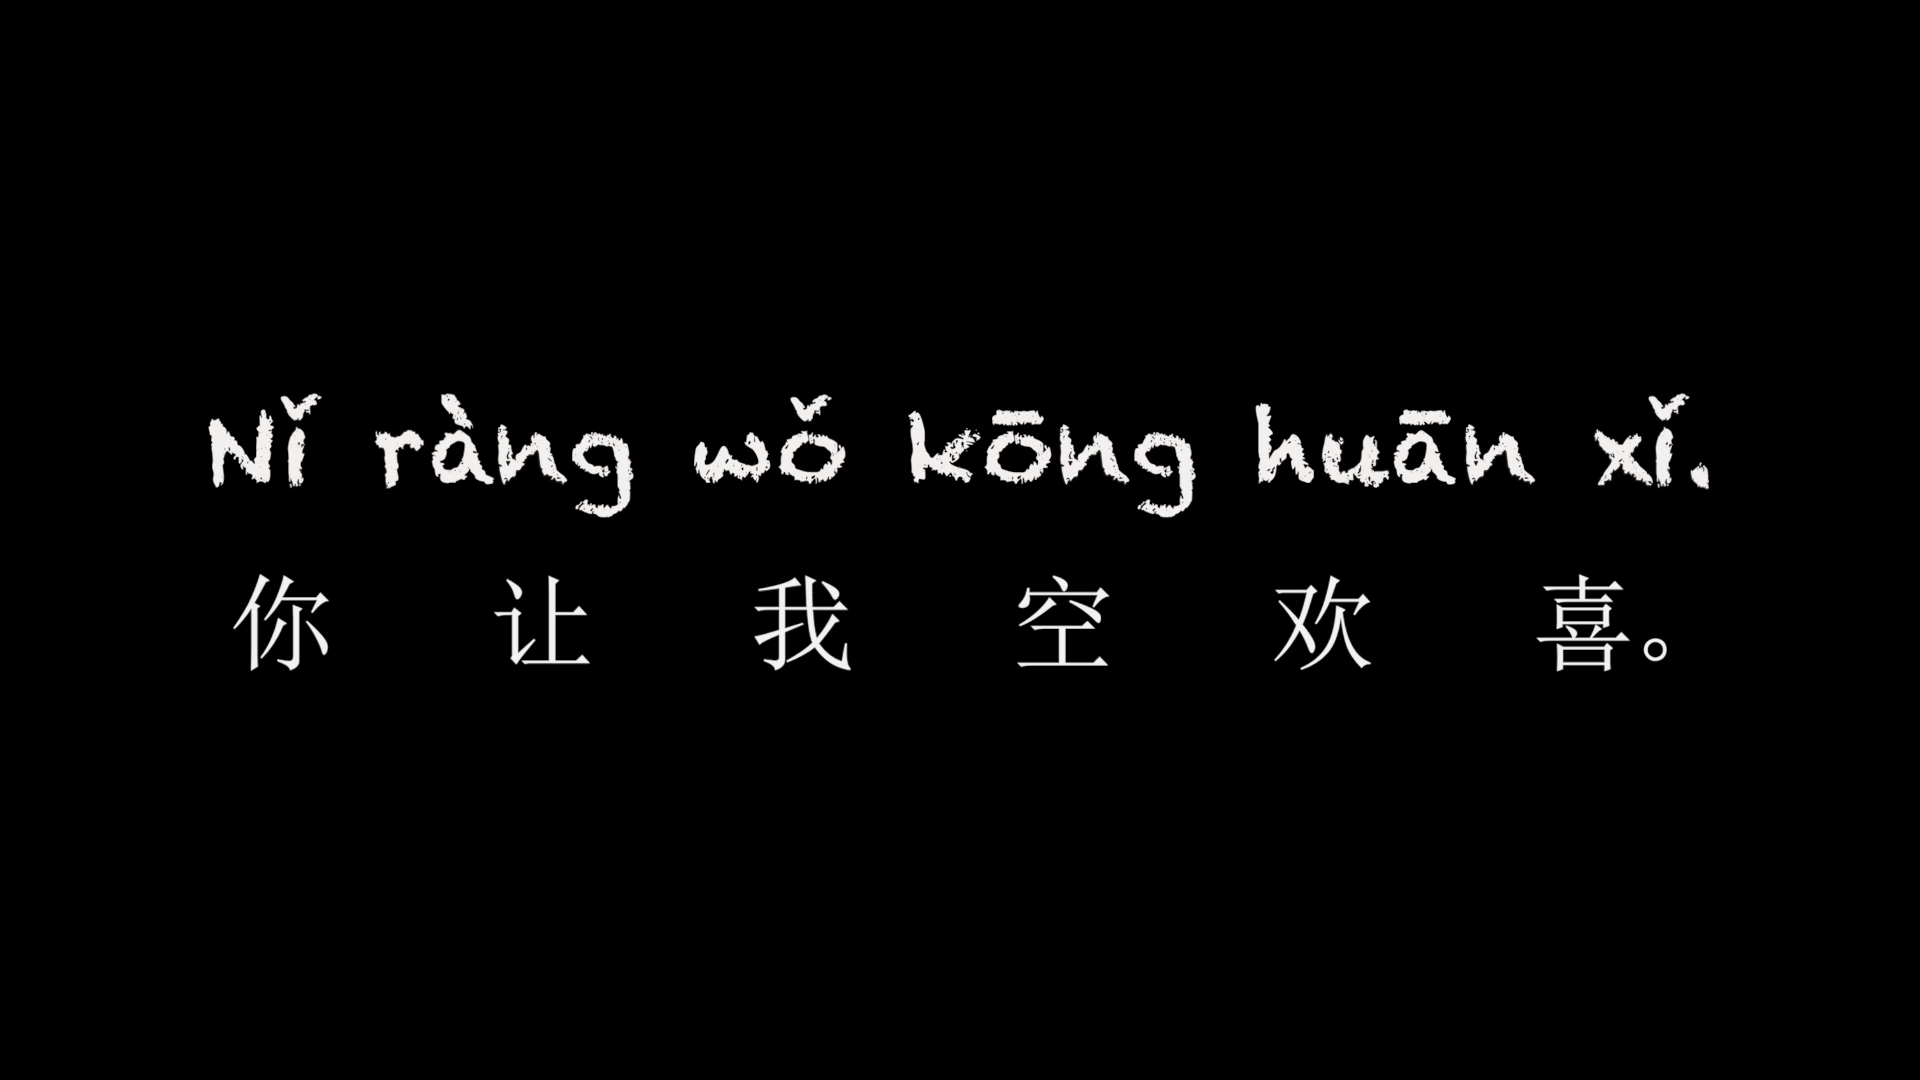 Nǐ ràng wǒ kōng huān xǐ.
你 让 我 空 欢 喜。